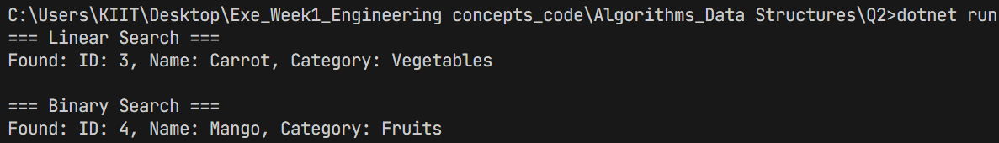 C:\Users\KIIT\Desktop\Exe_Week1_Engineering concepts_code\Algorithms_Data Structures\Q2>dotnet run
=== Linear Search ===
Found: ID: 3, Name: Carrot, Category: Vegetables
=== Binary Search ===
Found: ID: 4, Name: Mango, Category: Fruits